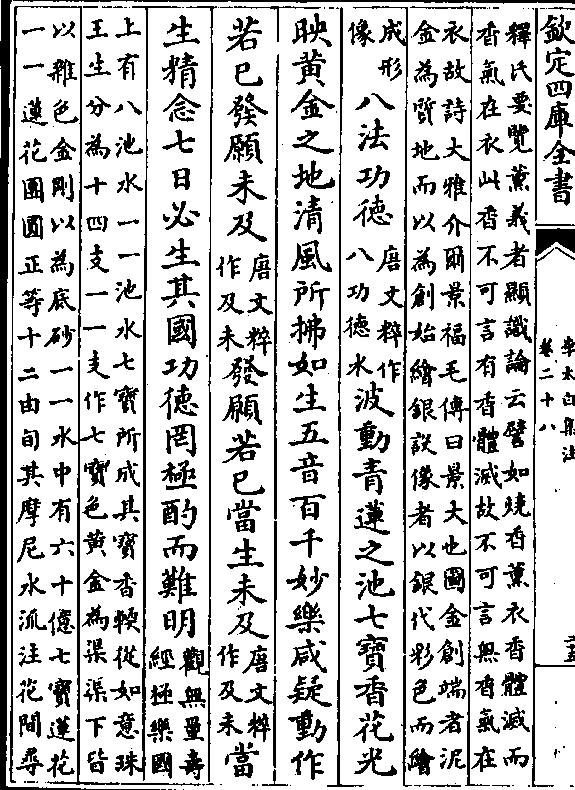 欽定四庫全書
李太白集注
卷二十八
釋氏要覽薰義者顯識論云譬如燒香薰衣香體滅而
香氣在衣此香不可言有香體滅故不可言無香氣在
衣故詩大雅介爾景福毛傳曰景大也圖金創端者泥
金為質地而以為創始繪銀設像者以銀代彩色而繪
成形
像
八法功德
唐文粹作
八功德水
波動青蓮之池七寶香花光
映黃金之地清風所拂如生五音百千妙樂咸疑動作
若已發願未及
唐文粹
作及未
發願若已當生未及
唐文粹
作及未
當
生精念七日必生其國功德罔極酌而難明
觀無量壽
經極樂國
上有八池水一一池水七寶所成其寶香輭從如意珠
王生分為十四支一一支作七寶色黃金為渠渠下皆
以雜色金剛以為底砂一一水中有六十億七寶蓮花
一一蓮花團圓正等十二由旬其摩尼水流注花間尋